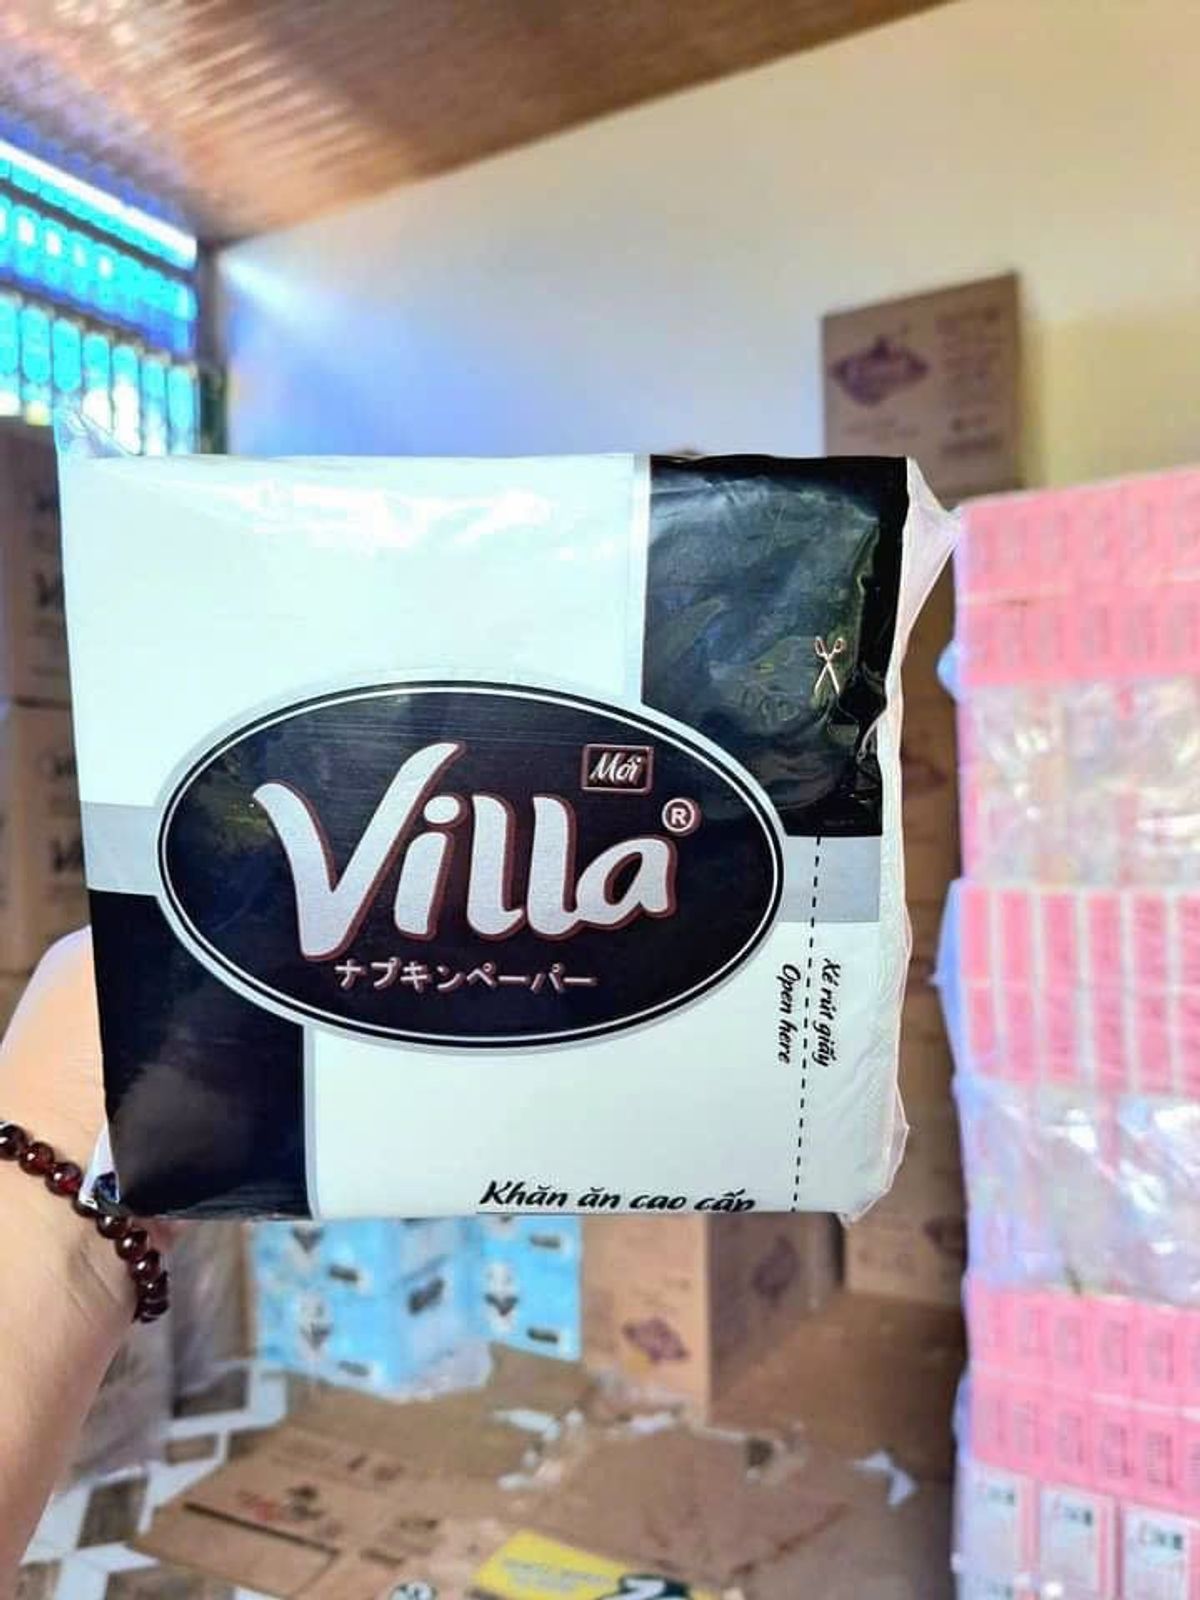 Mới
Villa®
ナプキンペーパー
Xé rút giấy
Open here
Khăn ăn cao cấp